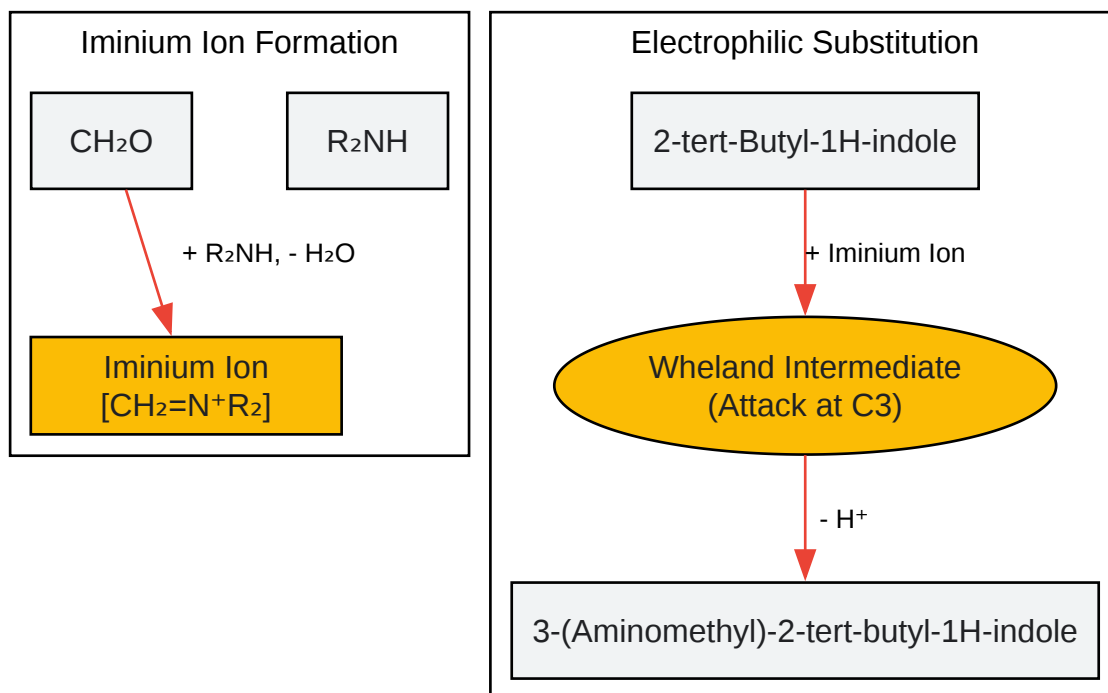 Iminium Ion Formation
CH₂O
R₂NH
+ R₂NH, - H₂O
Iminium Ion
[CH₂=N⁺R₂]
Electrophilic Substitution
2-tert-Butyl-1H-indole
+ Iminium Ion
Wheland Intermediate
(Attack at C3)
- H⁺
3-(Aminomethyl)-2-tert-butyl-1H-indole